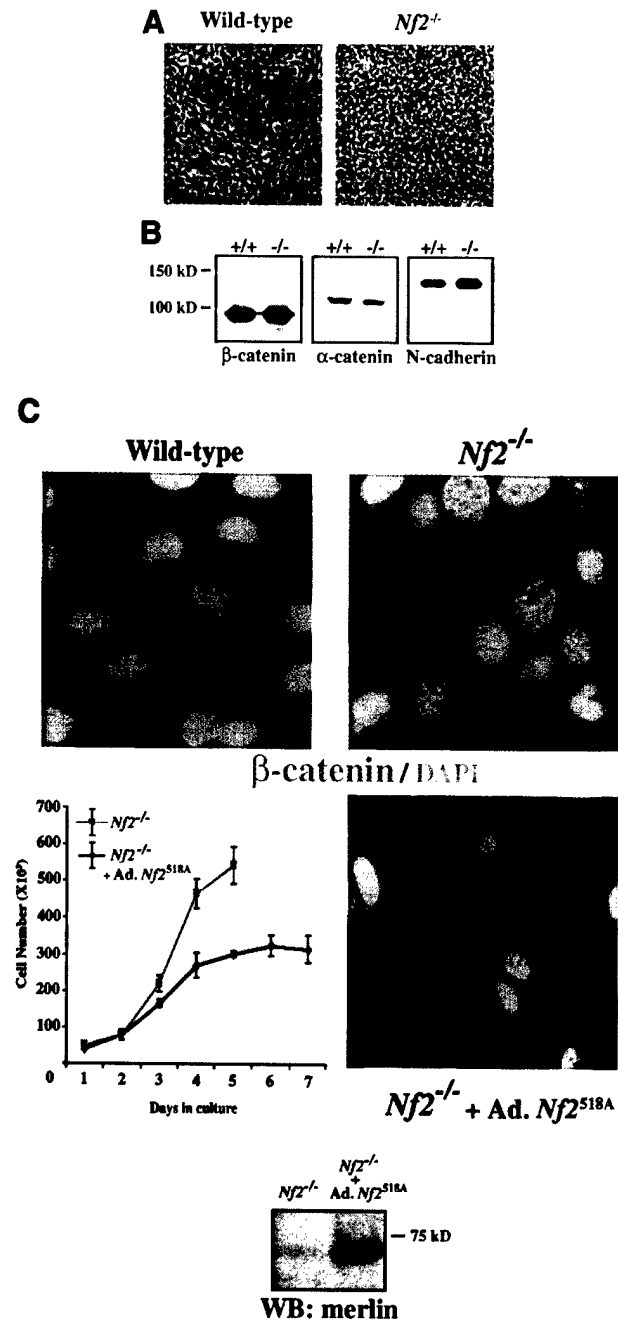 A
Wild-type
Nf2-/-
B
+/+ -/- +/+ -/- +/+ -/-
150 kD
100 kD
β-catenin α-catenin N-cadherin
C
Wild-type
Nf2-/-
β-catenin / DAPI
700
600
500
400
300
200
100
0
Cell Number (X10³)
Nf2-/-
Nf2-/-
+ Ad. Nf2518A
1 2 3 4 5 6 7
Days in culture
Nf2-/- + Ad. Nf2518A
Nf2-/-
Nf2-/-
+
Ad. Nf2518A
75 kD
WB: merlin